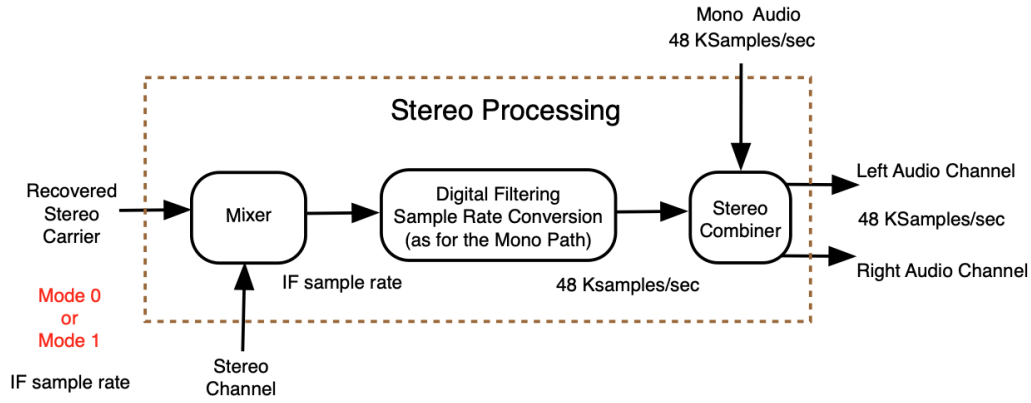 Mono Audio
48 KSamples/sec
Stereo Processing
Recovered
Stereo
Carrier
Mixer
Digital Filtering
Sample Rate Conversion
(as for the Mono Path)
Stereo
Combiner
Left Audio Channel
48 KSamples/sec
Right Audio Channel
IF sample rate
48 Ksamples/sec
Mode 0
or
Mode 1
IF sample rate
Stereo
Channel